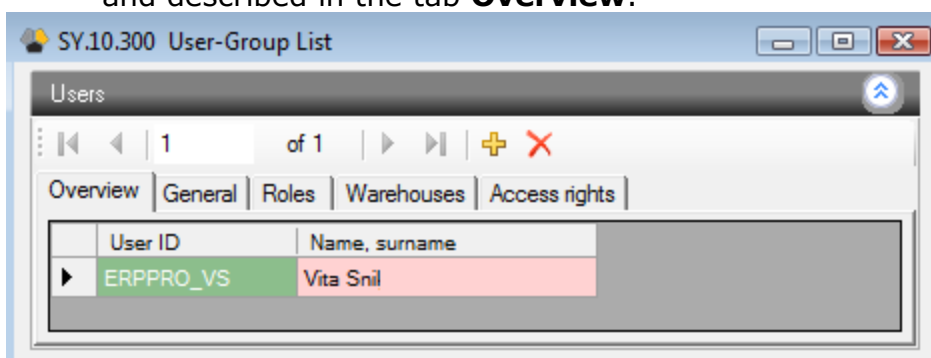 and described in the tab Overview.
SY.10.300 User-Group List
Users
1 of 1
Overview General Roles Warehouses Access rights
User ID Name, surname
ERPPRO_VS Vita Snil